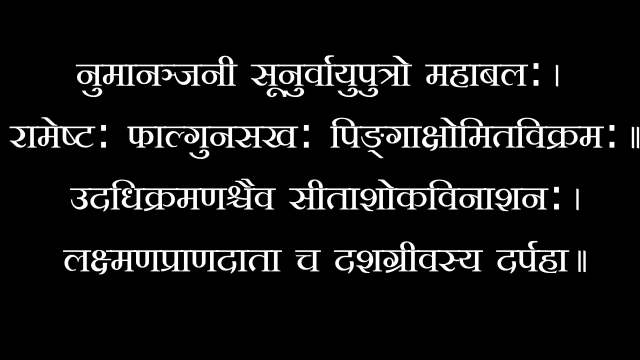 नुमानञ्जनी सूनुर्वायुपुत्रो महाबल:।
रामेष्ट: फाल्गुनसख: पिङ्गाक्षोमितविक्रम:॥
उदधिक्रमणश्चैव सीताशोकविनाशन:।
लक्ष्मणप्राणदाता च दशग्रीवस्य दर्पहा॥